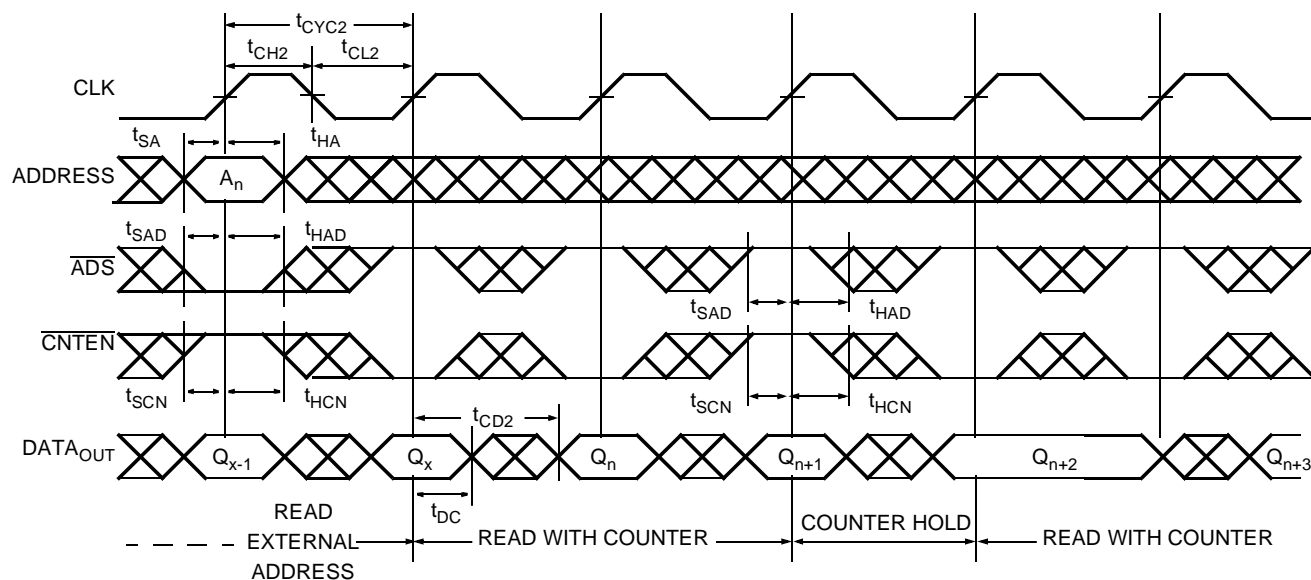 tCYC2
tCH2
tCL2
CLK
tSA
tHA
ADDRESS
An
tSAD
tHAD
ADS
tSAD
tHAD
CNTEN
tSCN
tHCN
tSCN
tHCN
tCD2
DATAOUT
Qx-1
Qx
Qn
Qn+1
Qn+2
Qn+3
tDC
READ
EXTERNAL
ADDRESS
READ WITH COUNTER
COUNTER HOLD
READ WITH COUNTER